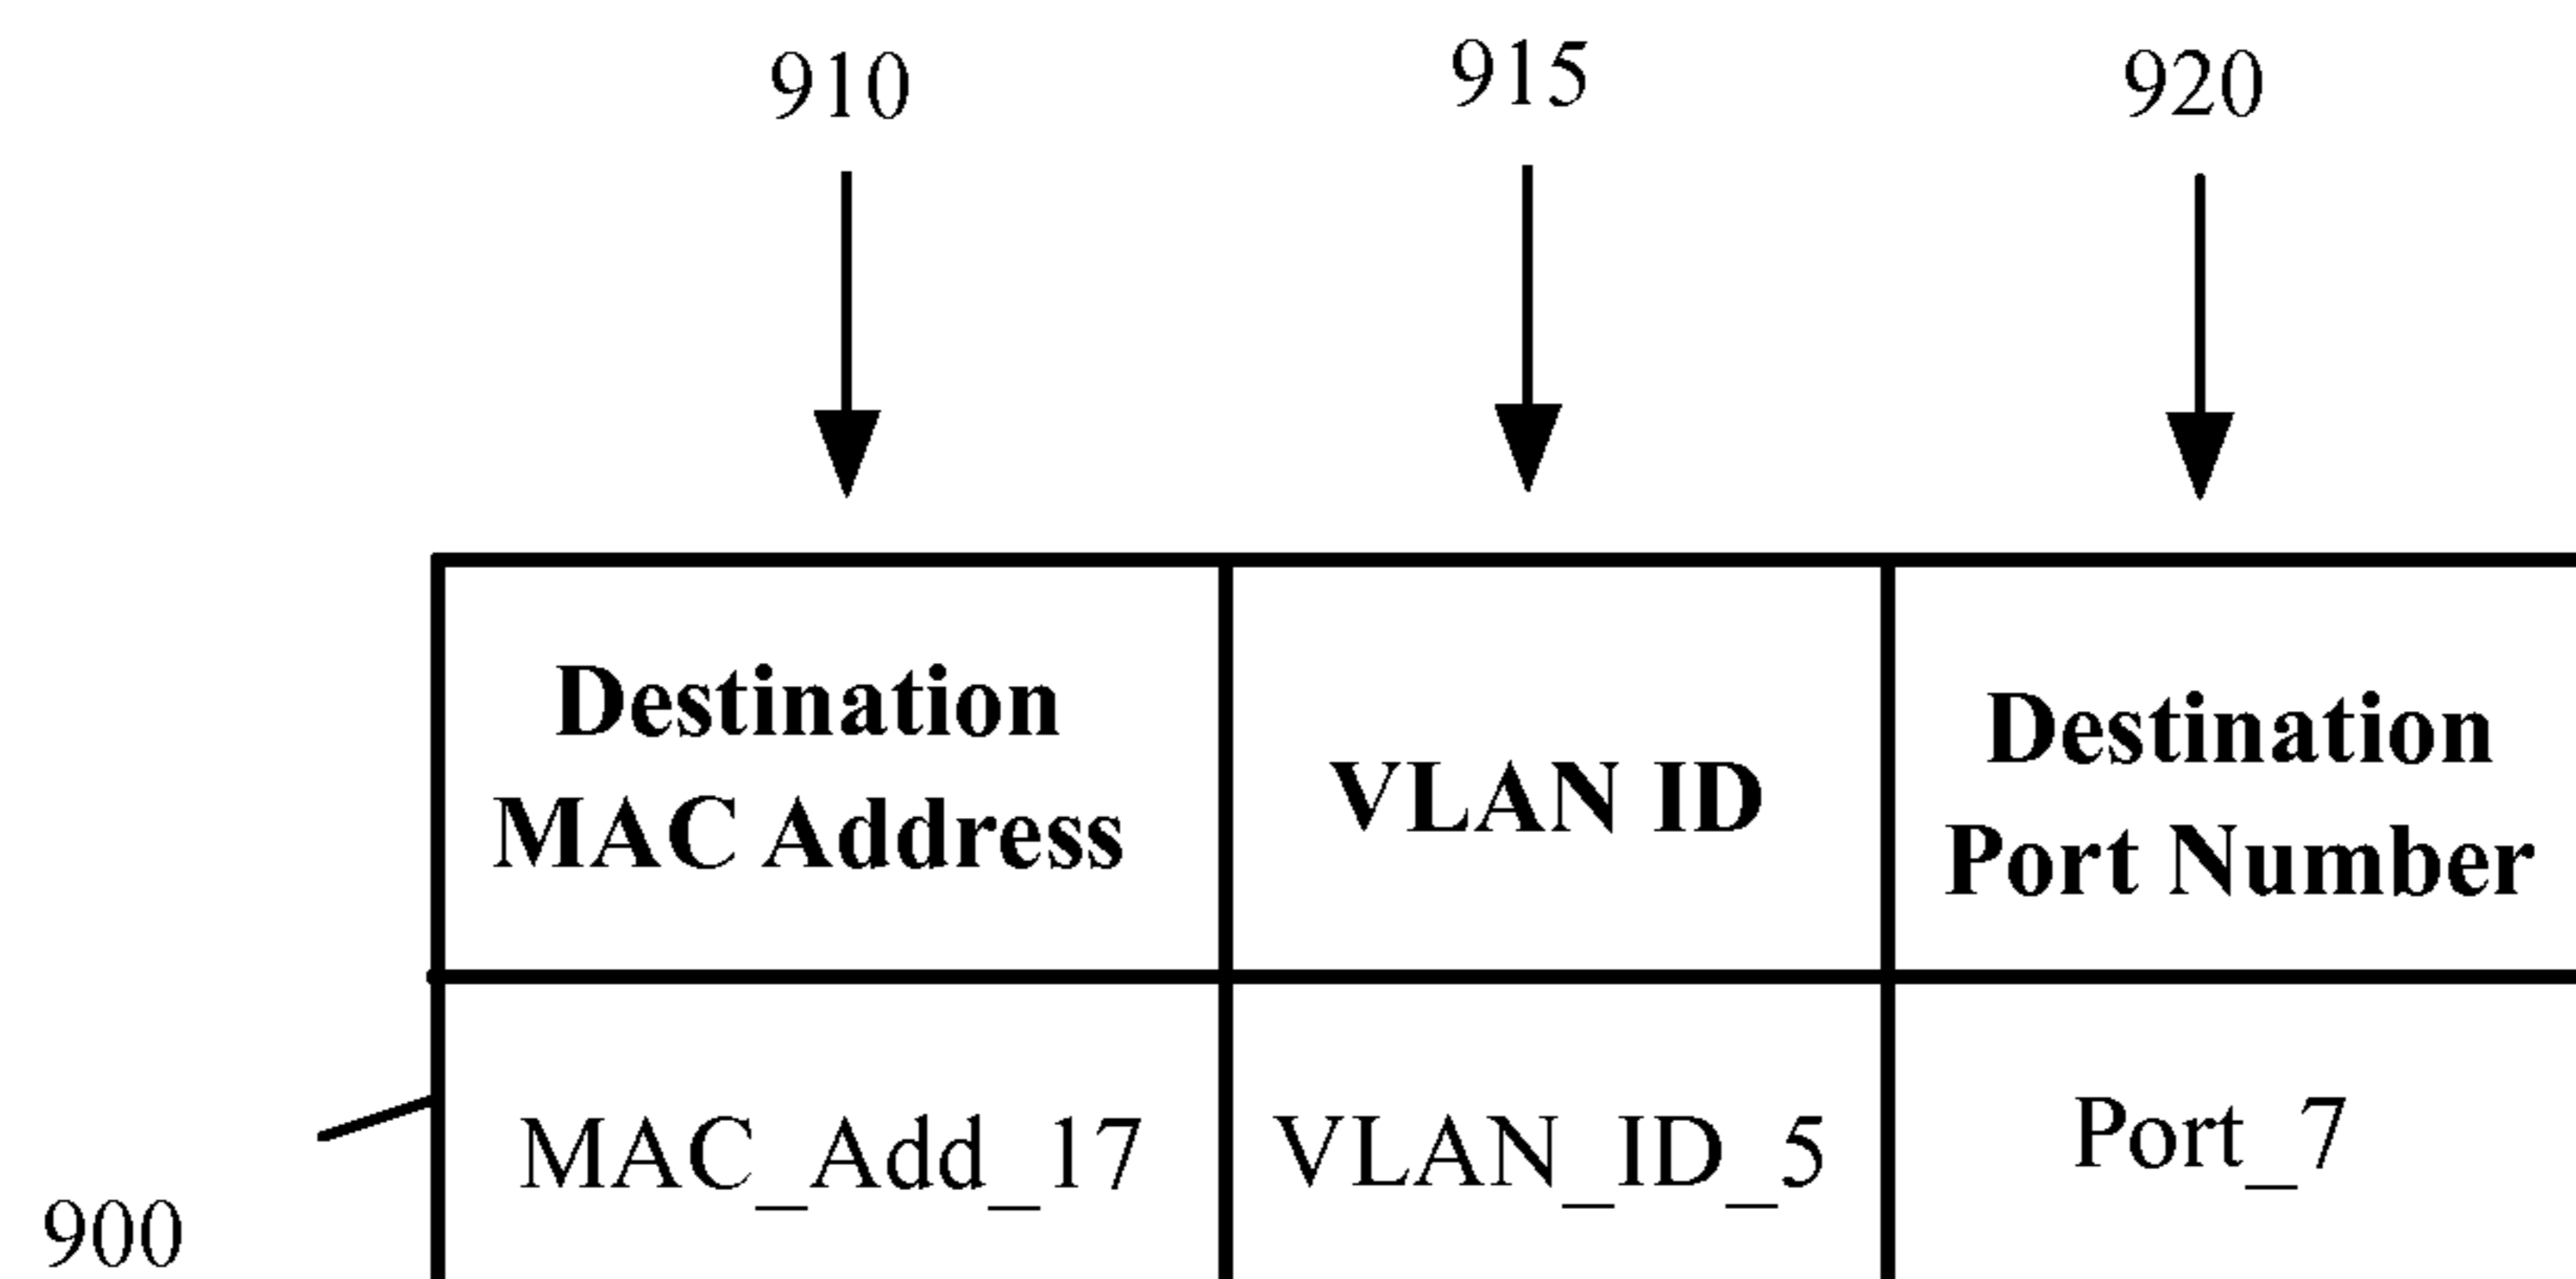 910 915 920
Destination MAC Address
VLAN ID
Destination Port Number
MAC_Add_17 VLAN_ID_5 Port_7
900